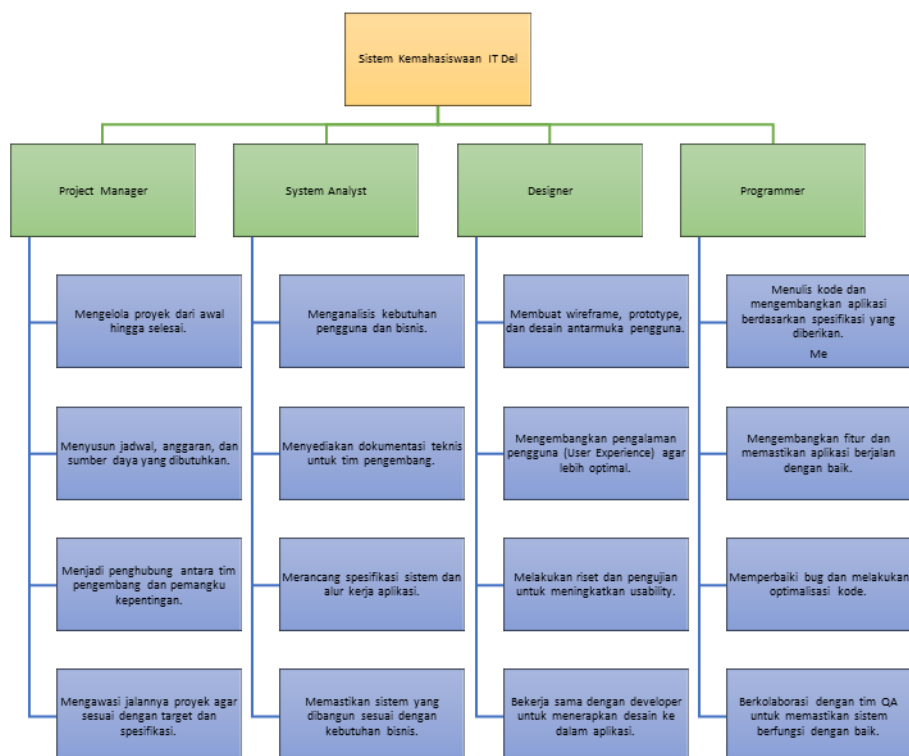 Sistem Kemahasiswaan IT Del
Project Manager
System Analyst
Designer
Programmer
Mengelola proyek dari awal
hingga selesai.
Menganalisis kebutuhan
pengguna dan bisnis.
Membuat wireframe, prototype,
dan desain antarmuka pengguna.
Menulis kode dan
mengembangkan aplikasi
berdasarkan spesifikasi yang
diberikan.
Me
Menyusun jadwal, anggaran, dan
sumber daya yang dibutuhkan.
Menyediakan dokumentasi teknis
untuk tim pengembang.
Mengembangkan pengalaman
pengguna (User Experience) agar
lebih optimal.
Mengembangkan fitur dan
memastikan aplikasi berjalan
dengan baik.
Menjadi penghubung antara tim
pengembang dan pemangku
kepentingan.
Merancang spesifikasi sistem dan
alur kerja aplikasi.
Melakukan riset dan pengujian
untuk meningkatkan usability.
Memperbaiki bug dan melakukan
optimalisasi kode.
Mengawasi jalannya proyek agar
sesuai dengan target dan
spesifikasi.
Memastikan sistem yang
dibangun sesuai dengan
kebutuhan bisnis.
Bekerja sama dengan developer
untuk menerapkan desain ke
dalam aplikasi.
Berkolaborasi dengan tim QA
untuk memastikan sistem
berfungsi dengan baik.